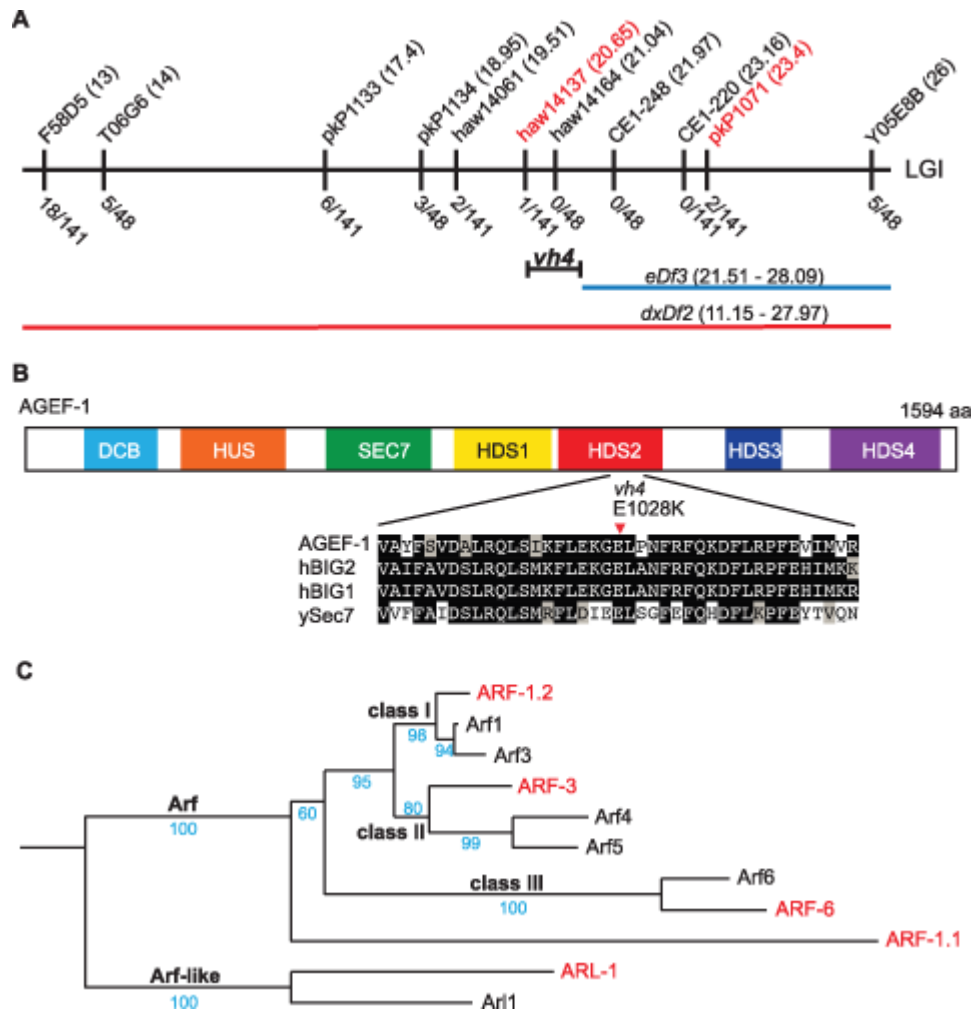 A
F58D5 (13)
T06G6 (14)
pkP1133 (17.4)
pkP1134 (18.95)
haw14061 (19.51)
haw14137 (20.65)
haw14164 (21.04)
CE1-248 (21.97)
CE1-220 (23.16)
pkP1071 (23.4)
Y05E8B (26)
LGI
18/141
5/48
6/141
3/48
2/141
1/141
0/48
0/48
0/141
2/141
5/48
vh4
eDf3 (21.51 - 28.09)
dxDf2 (11.15 - 27.97)
B
AGEF-1
1594 aa
DCB HUS SEC7 HDS1 HDS2 HDS3 HDS4
vh4
E1028K
AGEF-1 VAYFSVDALRQLSIKFLEKGELPNFRFQKDFLRPFEVIMVR
hBIG2 VAIFAVDSLRQLSMKFLEKGELANFRFQKDFLRPFEHIMKK
hBIG1 VAIFAVDSLRQLSMKFLEKGELANFRFQKDFLRPFEHIMKR
ySec7 VVFFAIDSLRQLSMRFLDIEELSGFEFQHDFLKPFEYTVQN
C
class I
ARF-1.2
98
Arf1
94
Arf3
95
ARF-3
80
class II
Arf4
99
Arf5
Arf
100
60
class III
100
Arf6
ARF-6
ARF-1.1
Arf-like
100
ARL-1
Arl1